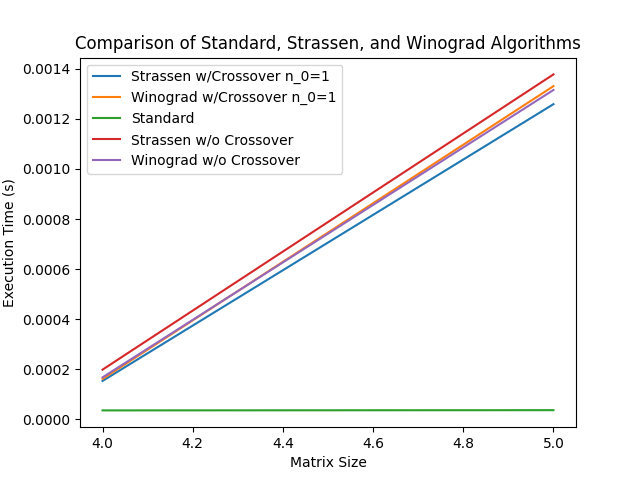 Comparison of Standard, Strassen, and Winograd Algorithms
Strassen w/Crossover n_0=1
Winograd w/Crossover n_0=1
Standard
Strassen w/o Crossover
Winograd w/o Crossover
Execution Time (s)
0.0014
0.0012
0.0010
0.0008
0.0006
0.0004
0.0002
0.0000
4.0 4.2 4.4 4.6 4.8 5.0
Matrix Size